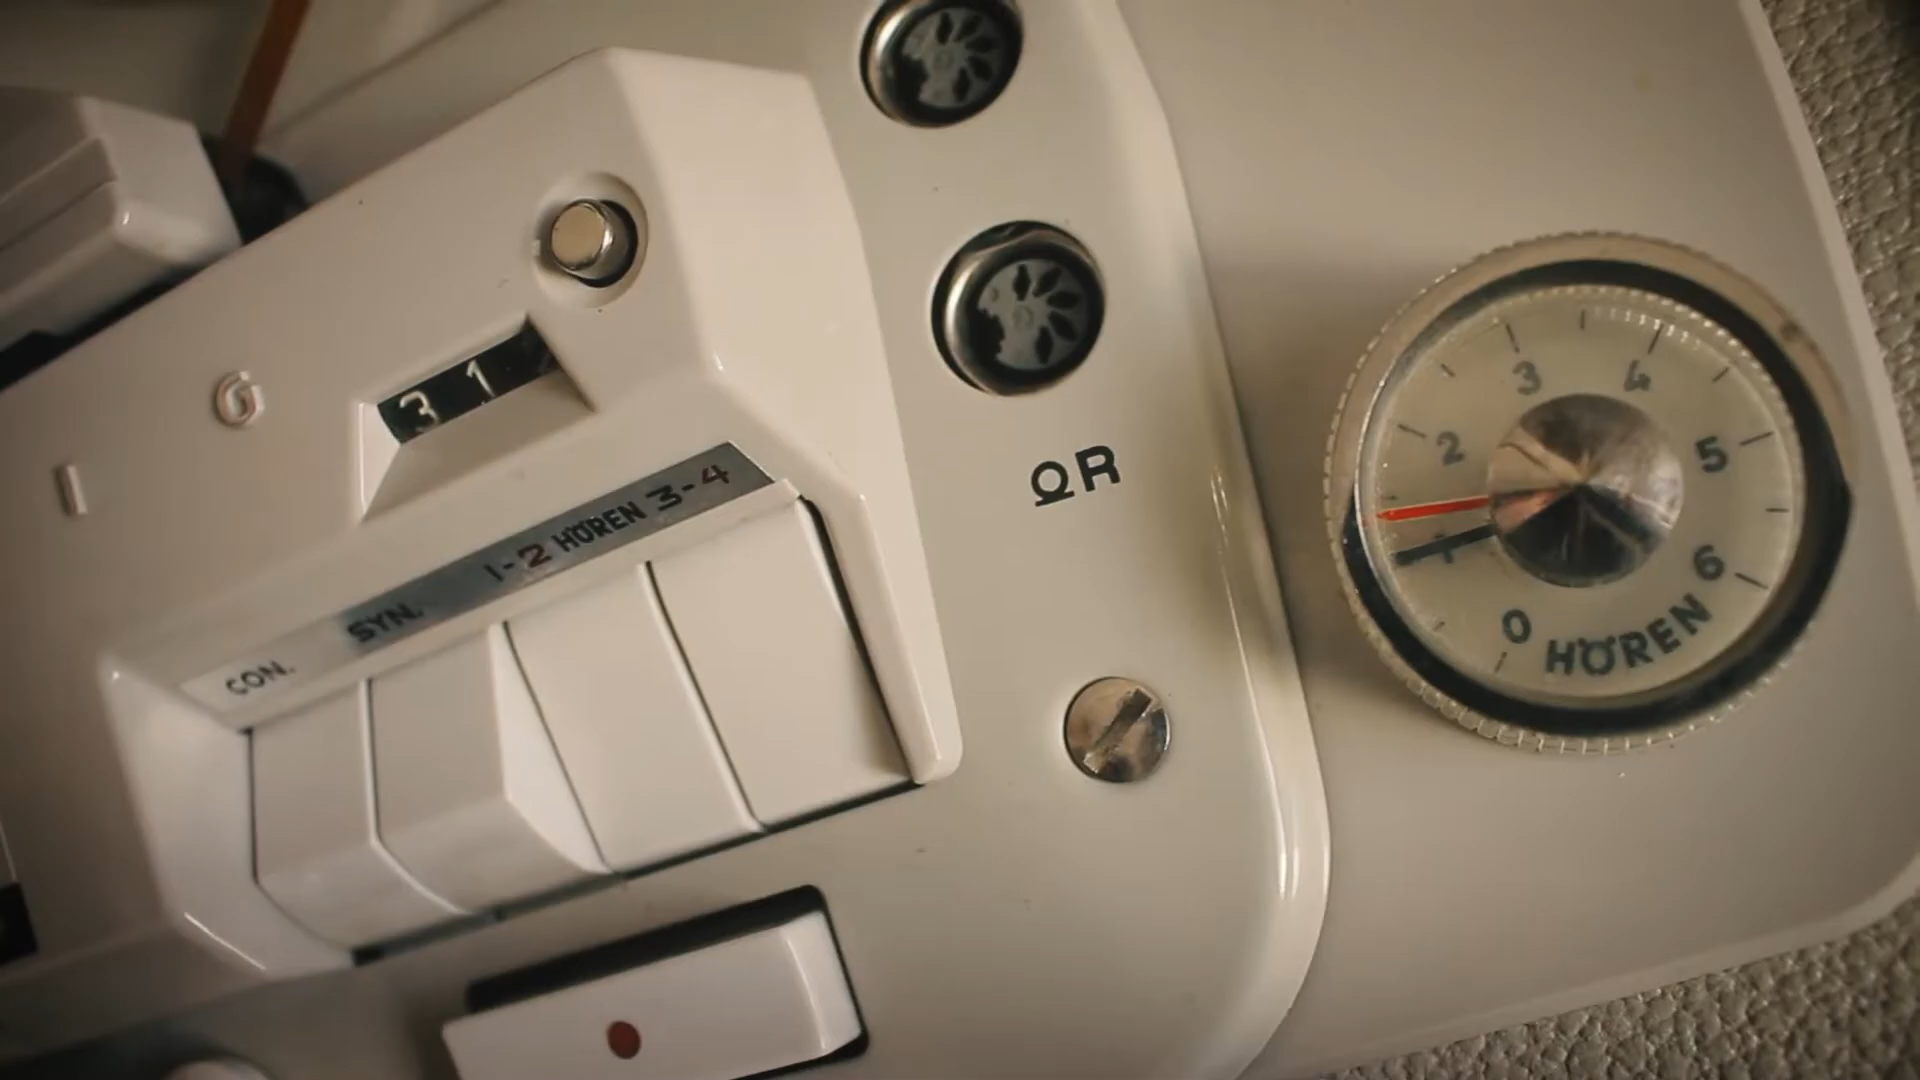 I G
3 1
CON. SYN. 1-2 HÖREN 3-4
ΩR
0 1 2 3 4 5 6
HÖREN